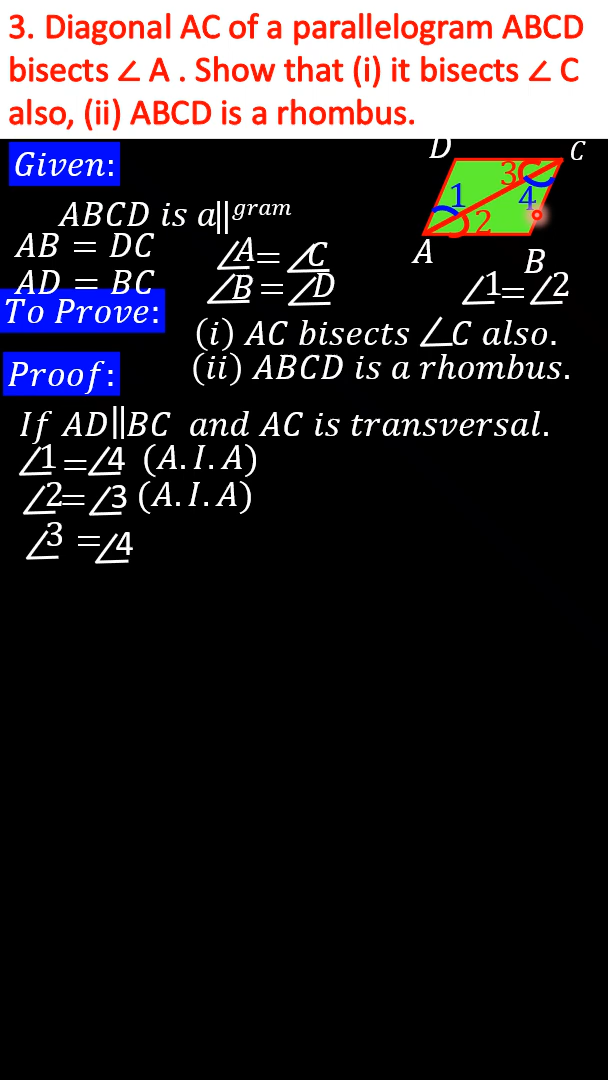 3. Diagonal AC of a parallelogram ABCD
bisects ∠ A . Show that (i) it bisects ∠ C
also, (ii) ABCD is a rhombus.
Given:
ABCD is a||gram
AB = DC
∠A= ∠C
AD = BC
∠B = ∠D
D
C
1
3
4
2
A
B
∠1=∠2
To Prove:
(i) AC bisects ∠C also.
(ii) ABCD is a rhombus.
Proof:
If AD||BC and AC is transversal.
∠1=∠4 (A.I.A)
∠2=∠3 (A.I.A)
∠3 =∠4